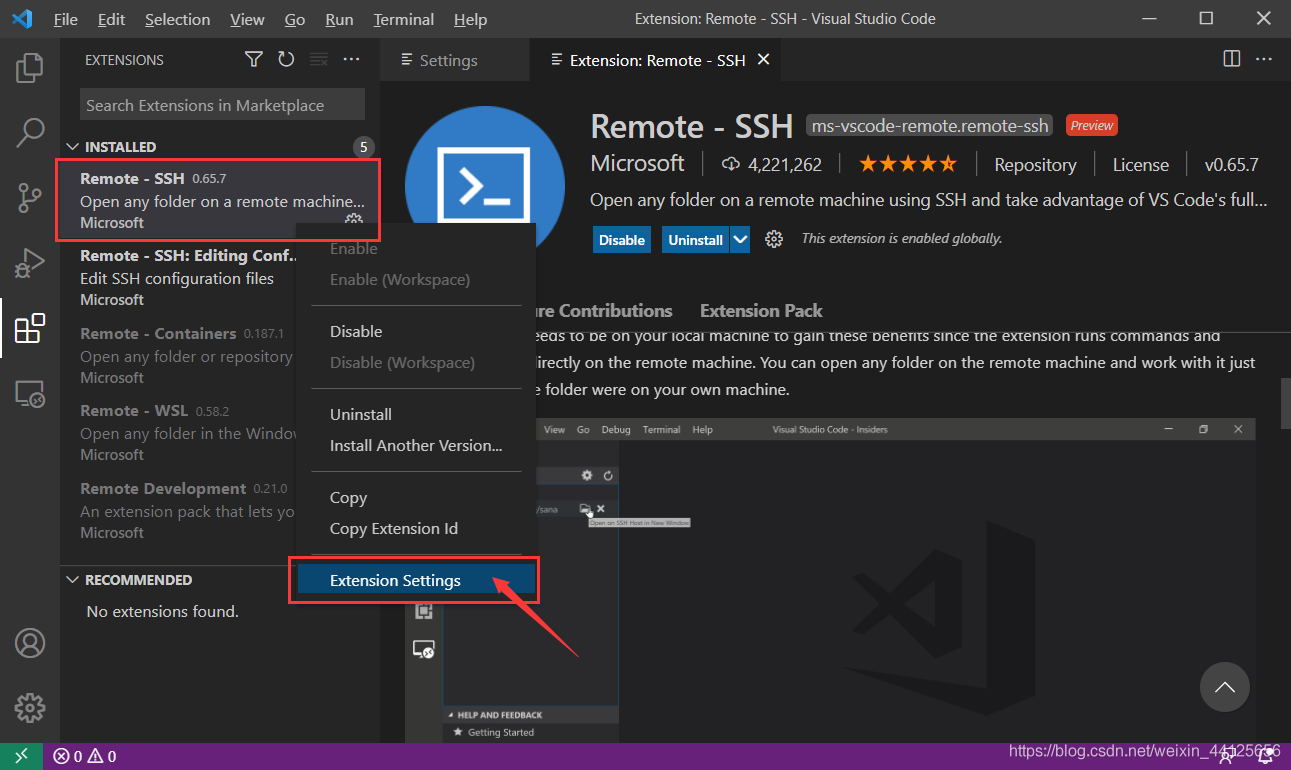 File Edit Selection View Go Run Terminal Help
Extension: Remote - SSH - Visual Studio Code
EXTENSIONS
Settings
Extension: Remote - SSH
Search Extensions in Marketplace
INSTALLED
5
Remote - SSH 0.65.7
Open any folder on a remote machine...
Microsoft
Remote - SSH: Editing Conf..
Edit SSH configuration files
Microsoft
Remote - Containers 0.187.1
Open any folder or repository
Microsoft
Remote - WSL 0.58.2
Open any folder in the Window
Microsoft
Remote Development 0.21.0
An extension pack that lets yo
Microsoft
RECOMMENDED
No extensions found.
Enable
Enable (Workspace)
Disable
Disable (Workspace)
Uninstall
Install Another Version...
Copy
Copy Extension Id
Extension Settings
Remote - SSH ms-vscode-remote.remote-ssh Preview
Microsoft 4,221,262 Repository License v0.65.7
Open any folder on a remote machine using SSH and take advantage of VS Code's full...
Disable Uninstall This extension is enabled globally.
ure Contributions Extension Pack
eeds to be on your local machine to gain these benefits since the extension runs commands and
directly on the remote machine. You can open any folder on the remote machine and work with it just
e folder were on your own machine.
View Go Debug Terminal Help Visual Studio Code - Insiders
/sana
Open on SSH Host in New Window
HELP AND FEEDBACK
Getting Started
0 0
https://blog.csdn.net/weixin_44125656